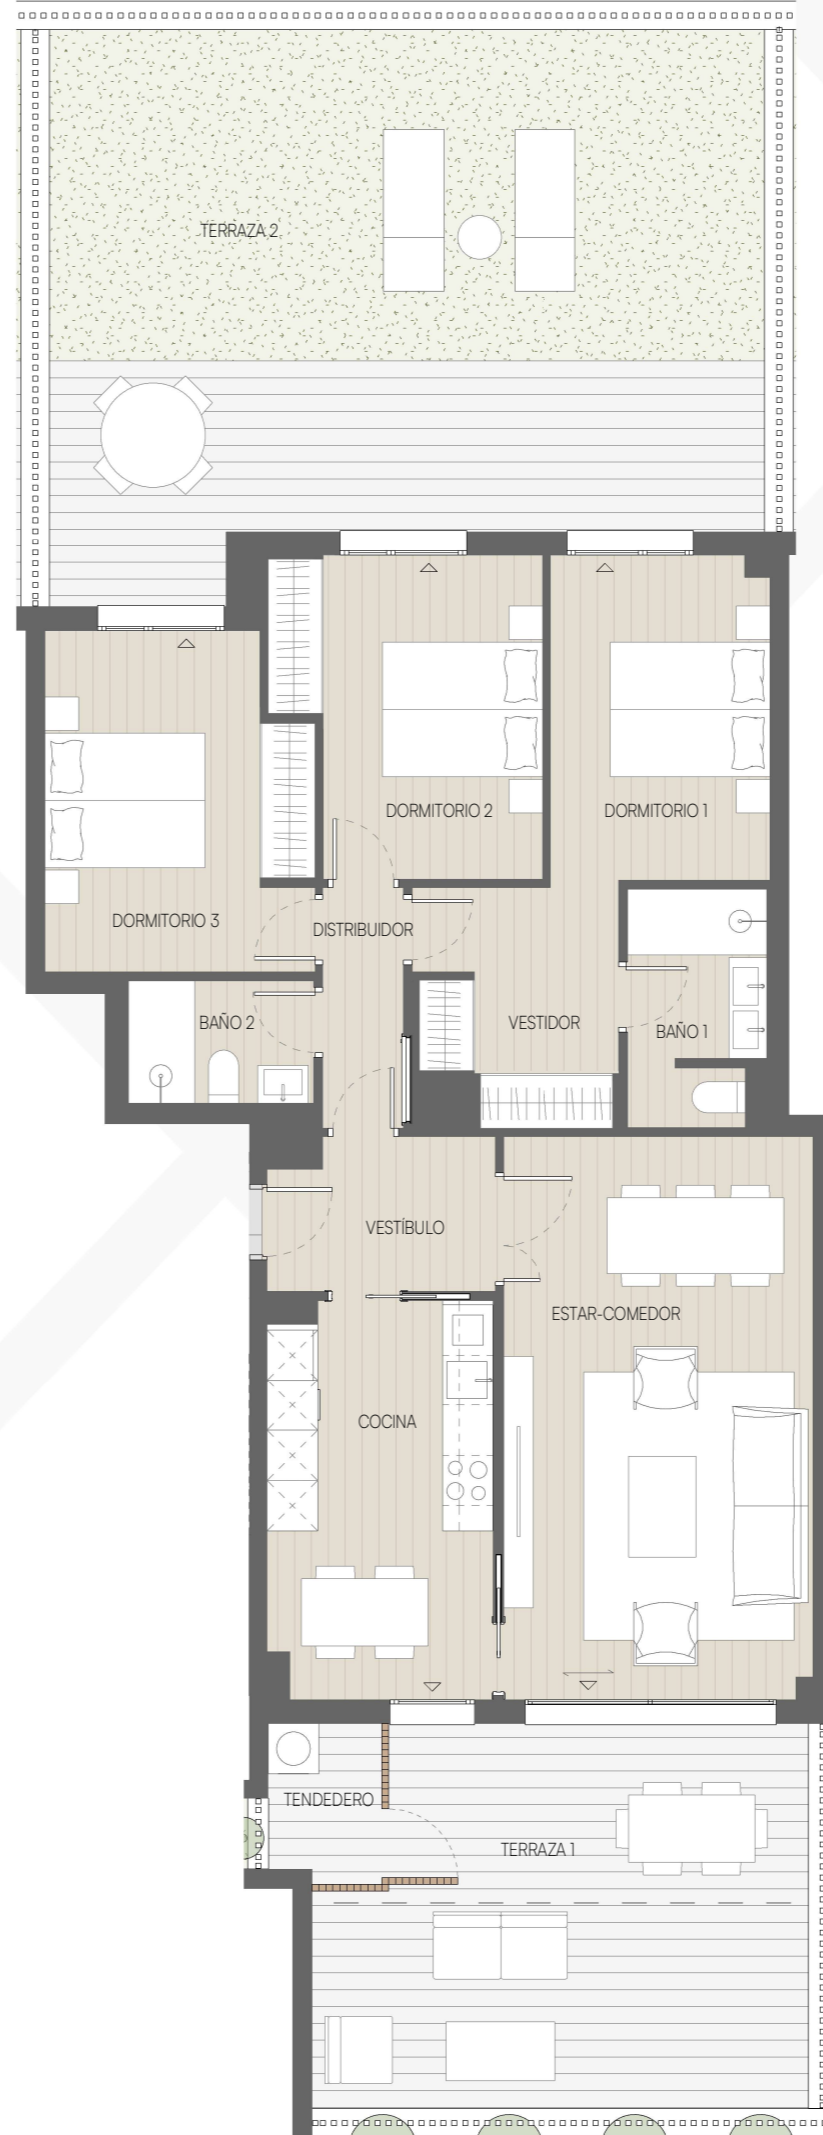 TERRAZA 2
DORMITORIO 2
DORMITORIO 1
DORMITORIO 3
DISTRIBUIDOR
BAÑO 2
VESTIDOR
BAÑO 1
VESTÍBULO
ESTAR-COMEDOR
COCINA
TENDEDERO
TERRAZA 1